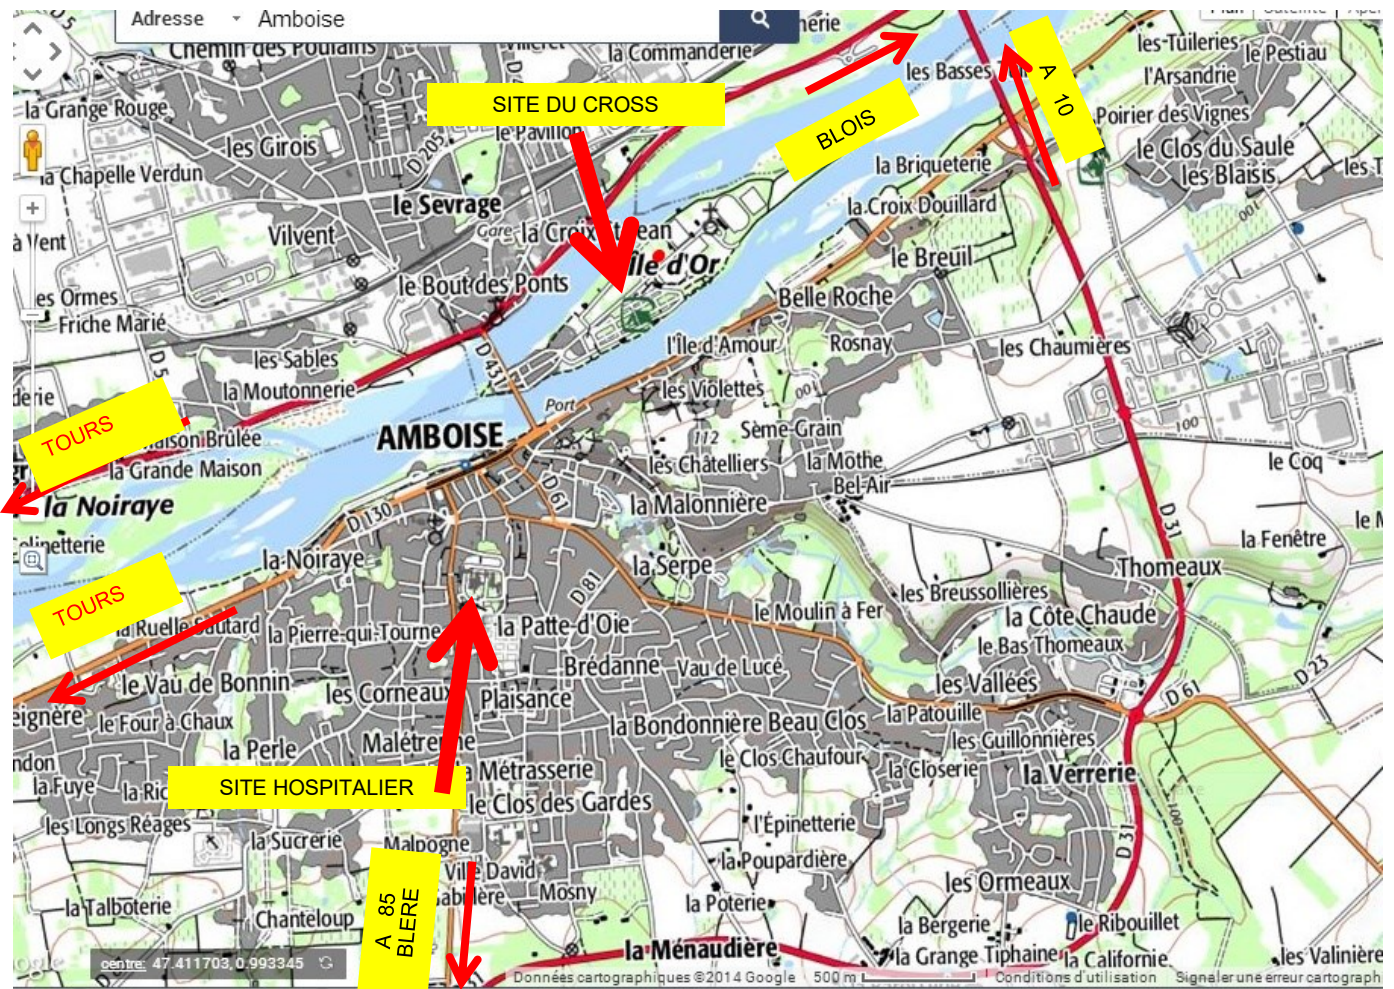 Adresse
Amboise
Chemin des Poulains
la Commanderie
les Tuileries
le Pestiau
l'Arsandrie
la Grange Rouge
SITE DU CROSS
les Basses
A 10
Poirier des Vignes
le Pavillon
BLOIS
les Girois
D 205
le Clos du Saule
la Briqueterie
la Chapelle Verdun
les Blaisis
le Sevrage
la Croix Douillard
100
Gare
Vilvent
à Vent
Île d'Or
le Breuil
le Bout des Ponts
Belle Roche
Friche Marié
l'Île d'Amour
Rosnay
les Chaumières
D 5
les Sables
D 431
la Moutonnerie
les Violettes
100
Port
TOURS
AMBOISE
112
Sème-Grain
100
la Grande Maison
les Châtelliers
la Mothe
le Coq
Bel-Air
la Noiraye
D 130
D 61
la Malonnière
D 31
la Fenêtre
la Noiraye
la Serpe
Thomeaux
TOURS
D 81
les Breussollières
le Moulin à Fer
la Côte Chaude
la Ruelle Sautard
la Pierre-qui-Tourne
la Patte d'Oie
le Bas Thomeaux
Brédanne
Vau de Lucé
D 23
le Vau de Bonnin
les Corneaux
Plaisance
les Vallées
D 61
le Four à Chaux
la Bondonnière
Beau Clos
la Patouille
la Perle
les Guillonnières
le Clos Chaufour
la Métrasserie
la Closerie
la Verrerie
la Fuye
SITE HOSPITALIER
le Clos des Gardes
les Longs Réages
l'Épinetterie
100
la Sucrerie
Malpogne
D 31
la Poupardière
Ville David
les Ormeaux
Mosny
la Talboterie
A 85
BLERE
la Poterie
Chanteloup
la Bergerie
le Ribouillet
la Ménaudière
la Grange Tiphaine
la Californie
les Valinière
centre: 47.411703, 0.993345
Données cartographiques ©2014 Google
500 m
Conditions d'utilisation
Signaler une erreur cartograph